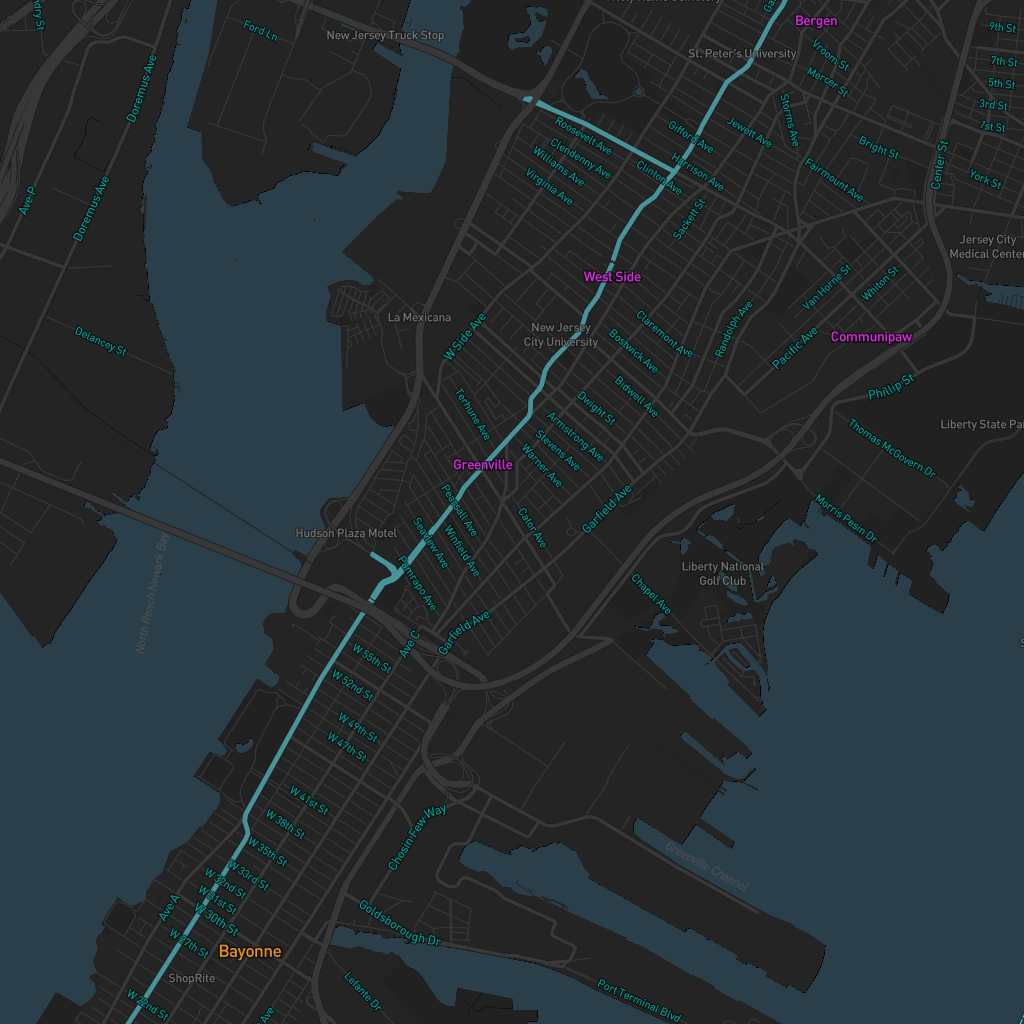 Bergen
Ford Ln
New Jersey Truck Stop
9th St
St. Peter's University
Vroom St
7th St
Mercer St
5th St
Doremus Ave
3rd St
Storms Ave
1st St
Roosevelt Ave
Gifford Ave
Jewett Ave
Bright St
Clendenny Ave
Williams Ave
Harrison Ave
Center St
Clinton Ave
Fairmount Ave
York St
Virginia Ave
Ave P
Doremus Ave
Sackett St
Jersey City
Medical Center
West Side
Van Horne St
Whiton St
La Mexicana
W Side Ave
New Jersey
City University
Claremont Ave
Randolph Ave
Delancey St
Bostwick Ave
Pacific Ave
Communipaw
Bidwell Ave
Phillip St
Terhune Ave
Dwight St
Armstrong Ave
Liberty State Par
Stevens Ave
Thomas McGovern Dr
Greenville
Warner Ave
Pearsall Ave
Garfield Ave
Morris Pesin Dr
Hudson Plaza Motel
Seaview Ave
Winfield Ave
Cator Ave
North Reach Newark Bay
Pamrapo Ave
Liberty National
Golf Club
Chapel Ave
Ave C
Garfield Ave
W 55th St
W 52nd St
W 49th St
W 47th St
W 41st St
W 38th St
Chosin Few Way
W 35th St
Greenville Channel
W 33rd St
W 32nd St
W 31st St
Ave A
W 30th St
Goldsborough Dr
W 27th St
Bayonne
ShopRite
Lefante Dr
Port Terminal Blvd
W 22nd St
Ave